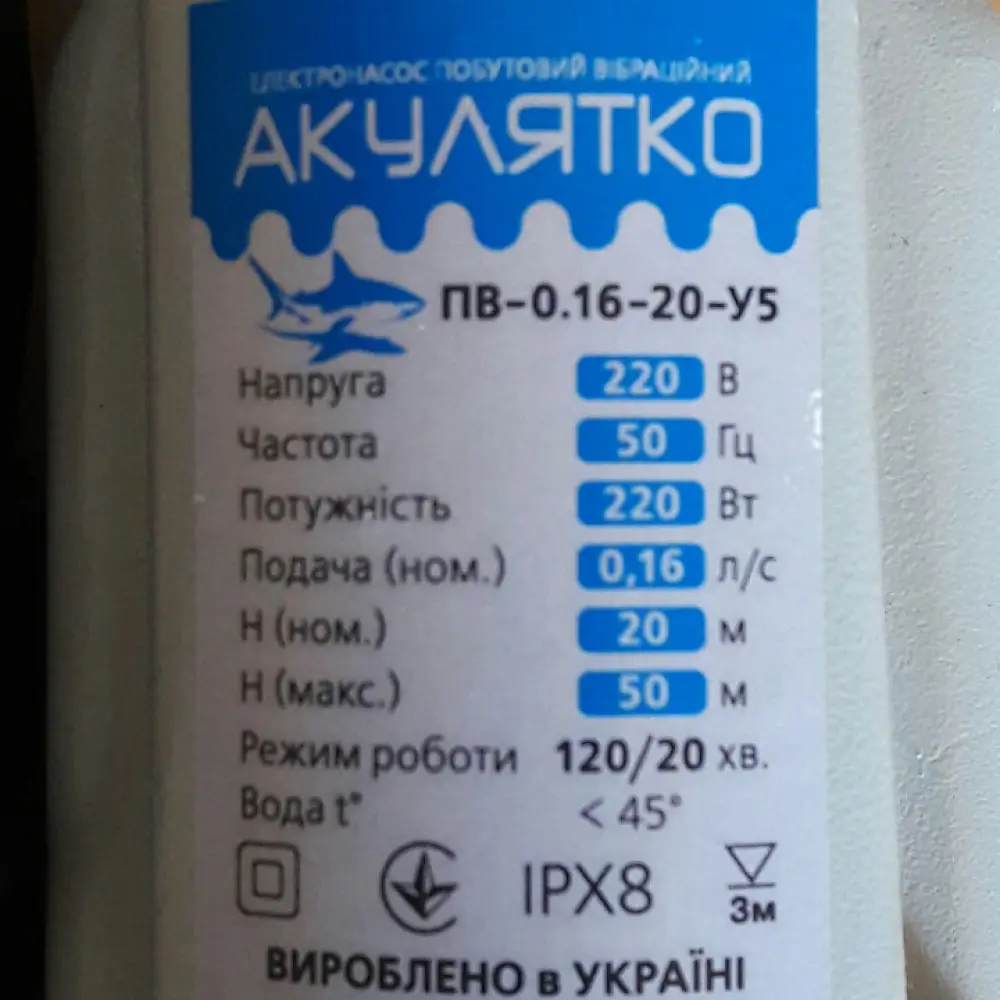 ЕЛЕКТРОНАСОС ПОБУТОВИЙ ВІБРАЦІЙНИЙ
АКУЛЯТКО
ПВ-0.16-20-У5
Напруга 220 В
Частота 50 Гц
Потужність 220 Вт
Подача (ном.) 0,16 л/с
Н (ном.) 20 м
Н (макс.) 50 м
Режим роботи 120/20 хв.
Вода t° < 45°
IPX8 3м
ВИРОБЛЕНО в УКРАЇНІ